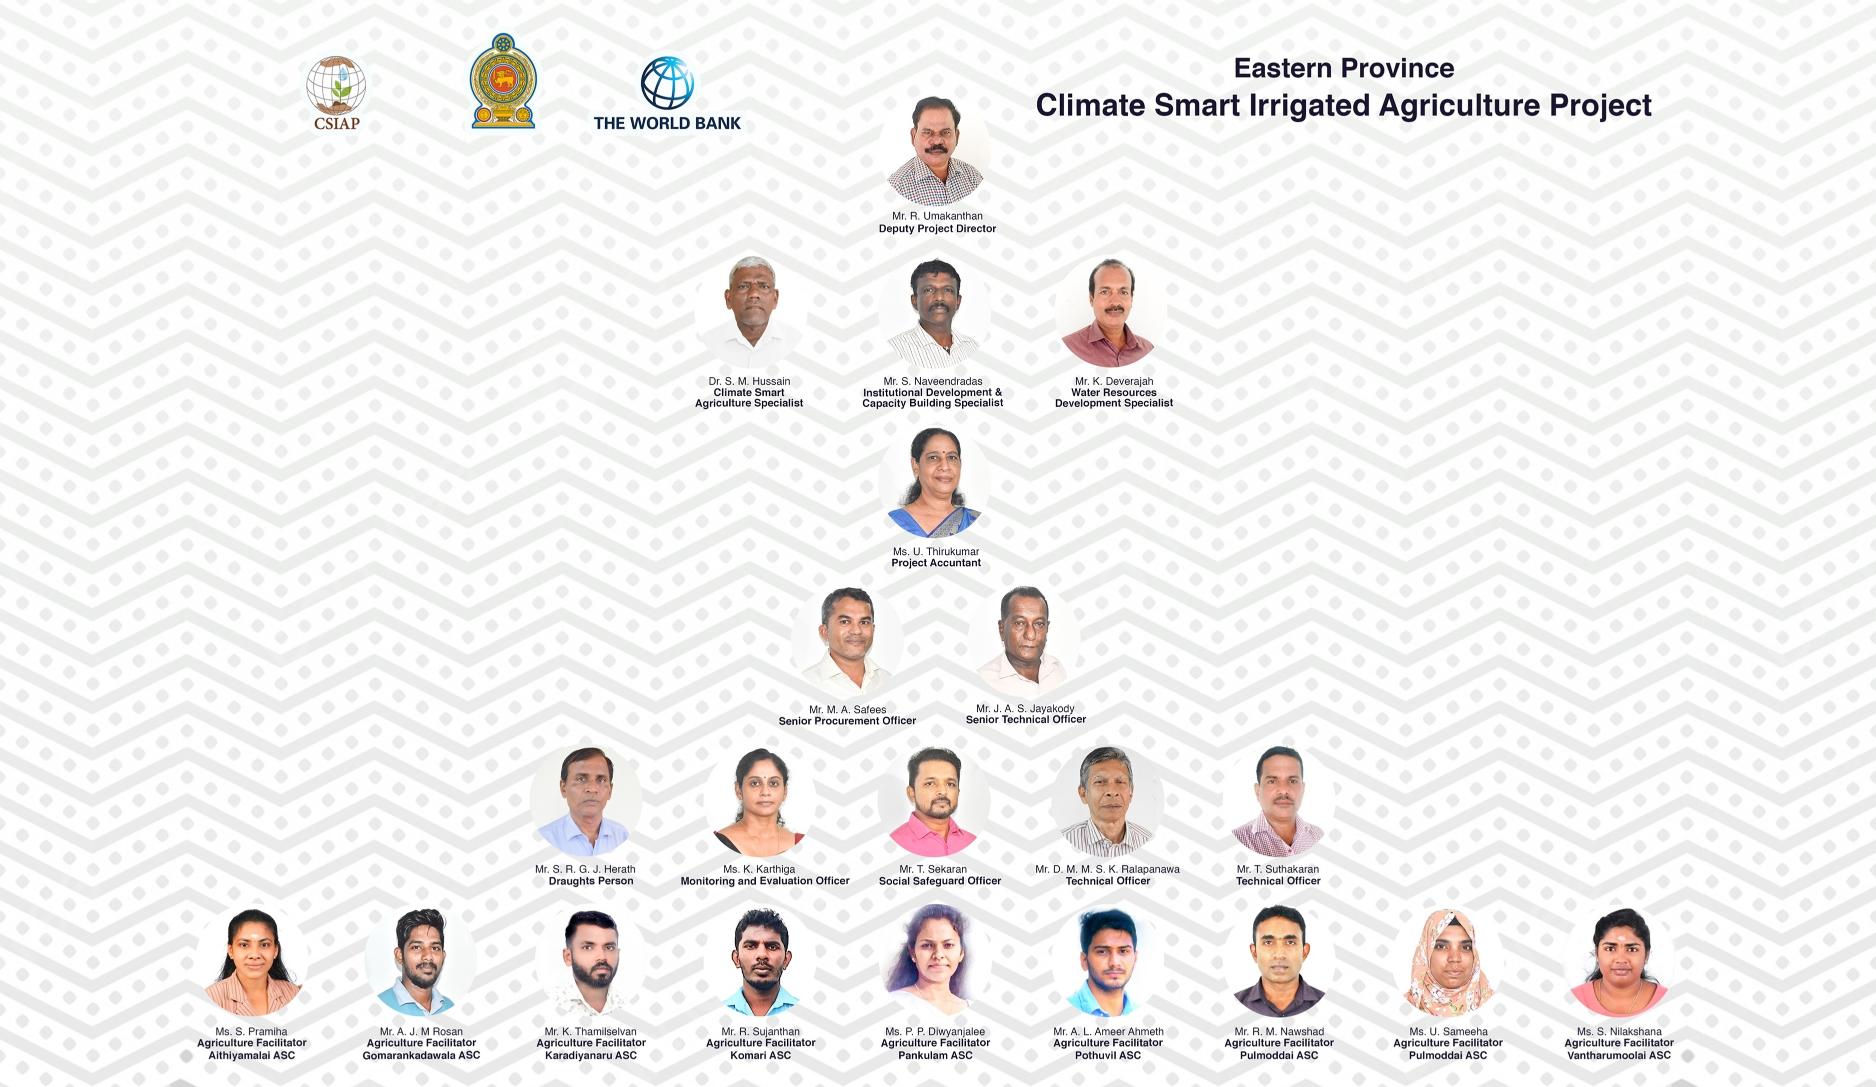 CSIAP
THE WORLD BANK
Eastern Province
Climate Smart Irrigated Agriculture Project
Mr. R. Umakanthan
Deputy Project Director
Dr. S. M. Hussain
Climate Smart
Agriculture Specialist
Mr. S. Naveendradas
Institutional Development &
Capacity Building Specialist
Mr. K. Deverajah
Water Resources
Development Specialist
Ms. U. Thirukumar
Project Accuntant
Mr. M. A. Safees
Senior Procurement Officer
Mr. J. A. S. Jayakody
Senior Technical Officer
Mr. S. R. G. J. Herath
Draughts Person
Ms. K. Karthiga
Monitoring and Evaluation Officer
Mr. T. Sekaran
Social Safeguard Officer
Mr. D. M. M. S. K. Ralapanawa
Technical Officer
Mr. T. Suthakaran
Technical Officer
Ms. S. Pramiha
Agriculture Facilitator
Aithiyamalai ASC
Mr. A. J. M Rosan
Agriculture Facilitator
Gomarankadawala ASC
Mr. K. Thamilselvan
Agriculture Facilitator
Karadiyanaru ASC
Mr. R. Sujanthan
Agriculture Facilitator
Komari ASC
Ms. P. P. Diwyanjalee
Agriculture Facilitator
Pankulam ASC
Mr. A. L. Ameer Ahmeth
Agriculture Facilitator
Pothuvil ASC
Mr. R. M. Nawshad
Agriculture Facilitator
Pulmoddai ASC
Ms. U. Sameeha
Agriculture Facilitator
Pulmoddai ASC
Ms. S. Nilakshana
Agriculture Facilitator
Vantharumoolai ASC